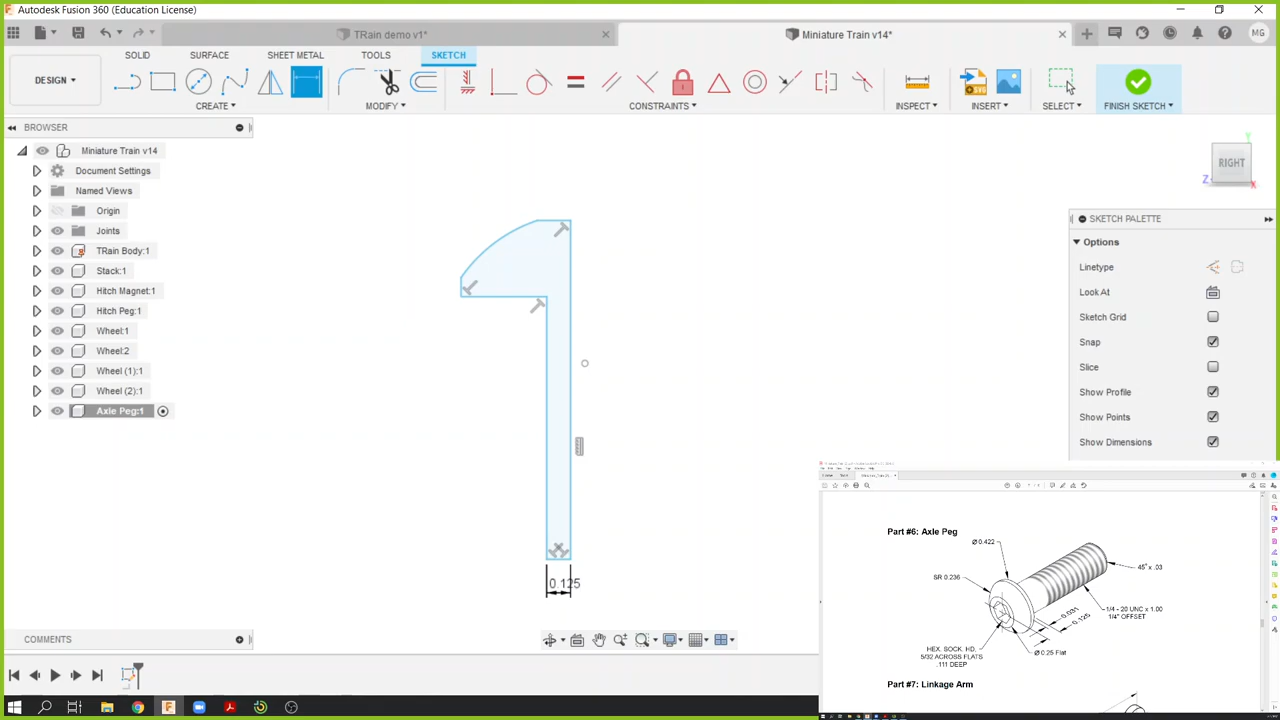 Autodesk Fusion 360 (Education License)
TRain demo v1*
Miniature Train v14*
MG
DESIGN
SOLID
SURFACE
SHEET METAL
TOOLS
SKETCH
CREATE
MODIFY
CONSTRAINTS
INSPECT
INSERT
SELECT
FINISH SKETCH
BROWSER
Miniature Train v14
Document Settings
Named Views
Origin
Joints
TRain Body:1
Stack:1
Hitch Magnet:1
Hitch Peg:1
Wheel:1
Wheel:2
Wheel (1):1
Wheel (2):1
Axle Peg:1
0.125
RIGHT
Z
X
Y
SKETCH PALETTE
Options
Linetype
Look At
Sketch Grid
Snap
Slice
Show Profile
Show Points
Show Dimensions
Part #6: Axle Peg
Ø 0.422
SR 0.236
45° x .03
1/4 - 20 UNC x 1.00
1/4" OFFSET
0.031
0.125
Ø 0.25 Flat
HEX. SOCK. HD.
5/32 ACROSS FLATS
.111 DEEP
Part #7: Linkage Arm
COMMENTS